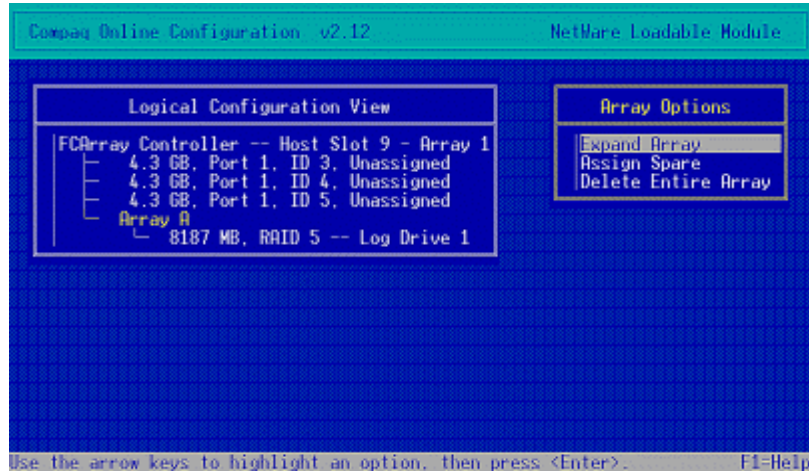 Compaq Online Configuration v2.12
NetWare Loadable Module
Logical Configuration View
FCArray Controller -- Host Slot 9 - Array 1
4.3 GB, Port 1, ID 3, Unassigned
4.3 GB, Port 1, ID 4, Unassigned
4.3 GB, Port 1, ID 5, Unassigned
Array A
8187 MB, RAID 5 -- Log Drive 1
Array Options
Expand Array
Assign Spare
Delete Entire Array
Use the arrow keys to highlight an option, then press <Enter>.
F1=Help